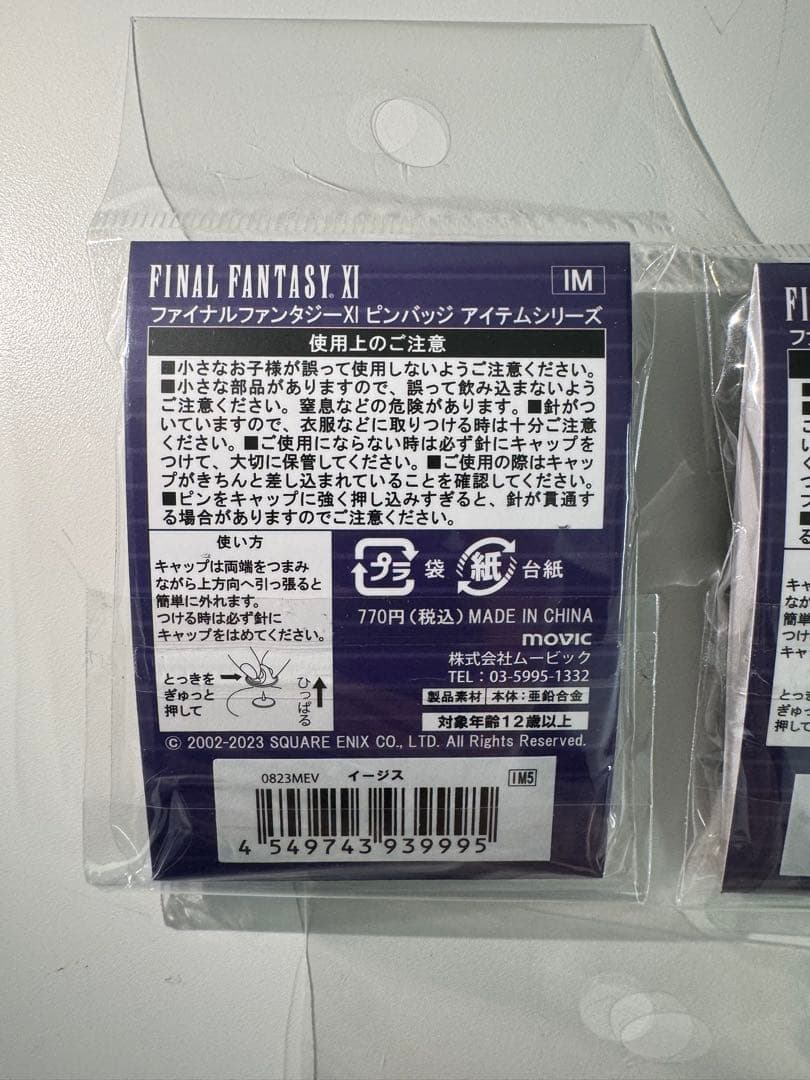 FINAL FANTASY XI
IM
ファイナルファンタジーXI ピンバッジ アイテムシリーズ
使用上のご注意
■小さなお子様が誤って使用しないようご注意ください。
■小さな部品がありますので、誤って飲み込まないよう
ご注意ください。窒息などの危険があります。■針がつ
いていますので、衣服などに取りつける時は十分ご注意
ください。■ご使用にならない時は必ず針にキャップを
つけて、大切に保管してください。■ご使用の際はキャッ
プがきちんと差し込まれていることを確認してください。
■ピンをキャップに強く押し込みすぎると、針が貫通す
る場合がありますのでご注意ください。
使い方
キャップは両端をつまみ
ながら上方向へ引っ張ると
簡単に外れます。
つける時は必ず針に
キャップをはめてください。
とっきを
ぎゅっと
押して
ひっぱる
プラ 袋 紙 台紙
770円(税込) MADE IN CHINA
movic
株式会社ムービック
TEL：03-5995-1332
製品素材 本体：亜鉛合金
対象年齢12歳以上
© 2002-2023 SQUARE ENIX CO., LTD. All Rights Reserved.
0823MEV イージス IM5
4 549743 939995